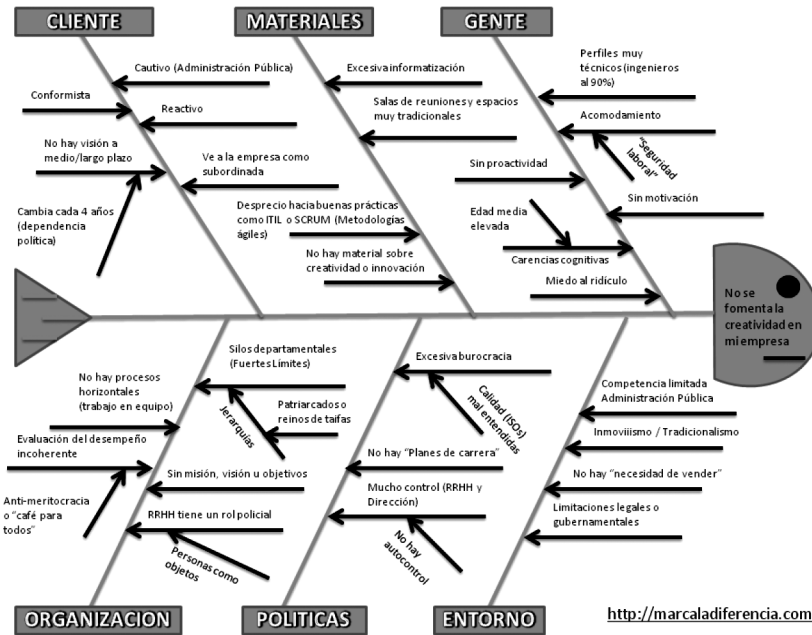 CLIENTE
MATERIALES
GENTE
Cautivo (Administración Pública)
Conformista
Reactivo
No hay visión a
medio/largo plazo
Ve a la empresa como
subordinada
Cambia cada 4 años
(dependencia
política)
Excesiva informatización
Salas de reuniones y espacios
muy tradicionales
Desprecio hacia buenas prácticas
como ITIL o SCRUM (Metodologías
ágiles)
No hay material sobre
creatividad o innovación
Perfiles muy
técnicos (ingenieros
al 90%)
Acomodamiento
"Seguridad
laboral"
Sin proactividad
Sin motivación
Edad media
elevada
Carencias cognitivas
Miedo al ridículo
No se
fomenta la
creatividad en
mi empresa
Silos departamentales
(Fuertes Límites)
No hay procesos
horizontales
(trabajo en equipo)
Jerarquías
Patriarcados o
reinos de taifas
Evaluación del desempeño
incoherente
Sin misión, visión u objetivos
Anti-meritocracia
o "café para
todos"
RRHH tiene un rol policial
Personas como
objetos
Excesiva burocracia
Calidad (ISOs)
mal entendidas
No hay "Planes de carrera"
Mucho control (RRHH y
Dirección)
No hay
autocontrol
Competencia limitada
Administración Pública
Inmoviiismo / Tradicionalismo
No hay "necesidad de vender"
Limitaciones legales o
gubernamentales
ORGANIZACION
POLITICAS
ENTORNO
http://marcaladiferencia.com